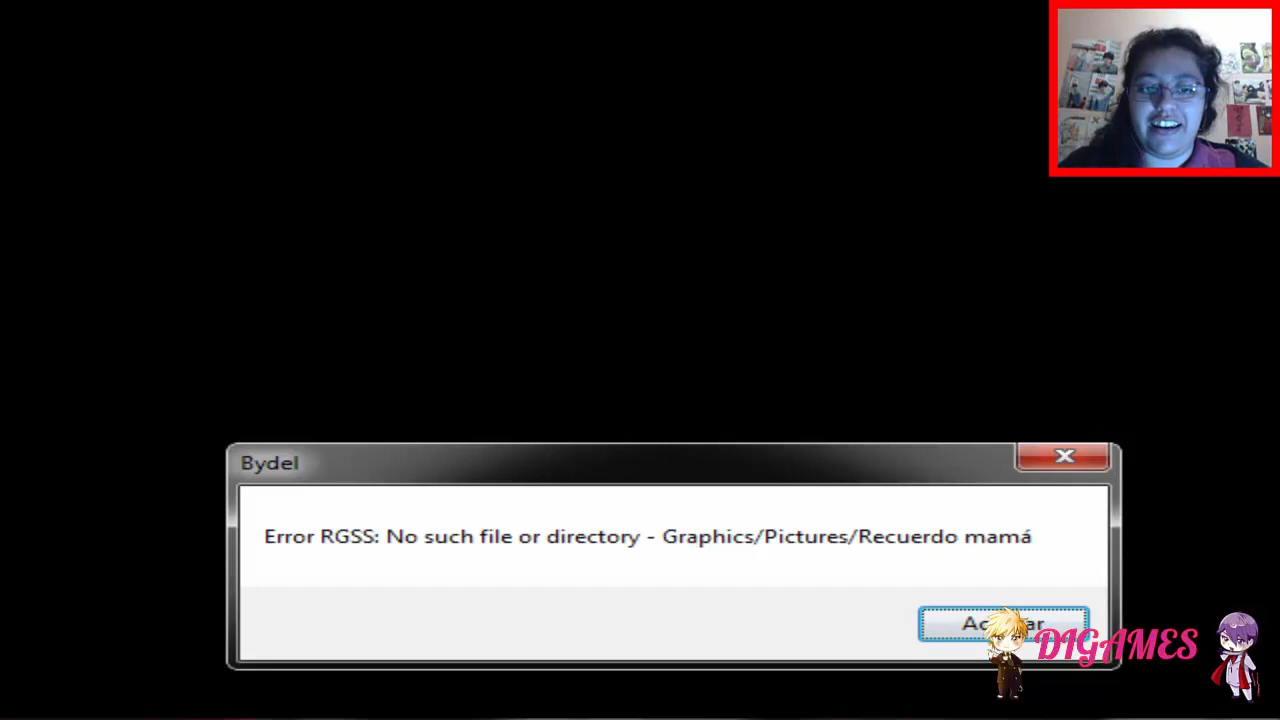 Bydel
Error RGSS: No such file or directory - Graphics/Pictures/Recuerdo mamá
DIGAMES